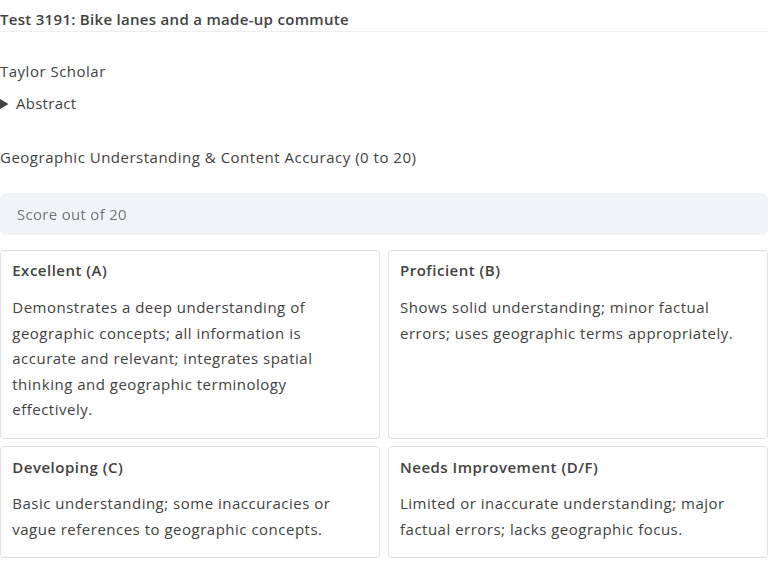 Test 3191: Bike lanes and a made-up commute
Taylor Scholar
Abstract
Geographic Understanding & Content Accuracy (0 to 20)
Score out of 20
Excellent (A)
Demonstrates a deep understanding of
geographic concepts; all information is
accurate and relevant; integrates spatial
thinking and geographic terminology
effectively.
Proficient (B)
Shows solid understanding; minor factual
errors; uses geographic terms appropriately.
Developing (C)
Basic understanding; some inaccuracies or
vague references to geographic concepts.
Needs Improvement (D/F)
Limited or inaccurate understanding; major
factual errors; lacks geographic focus.